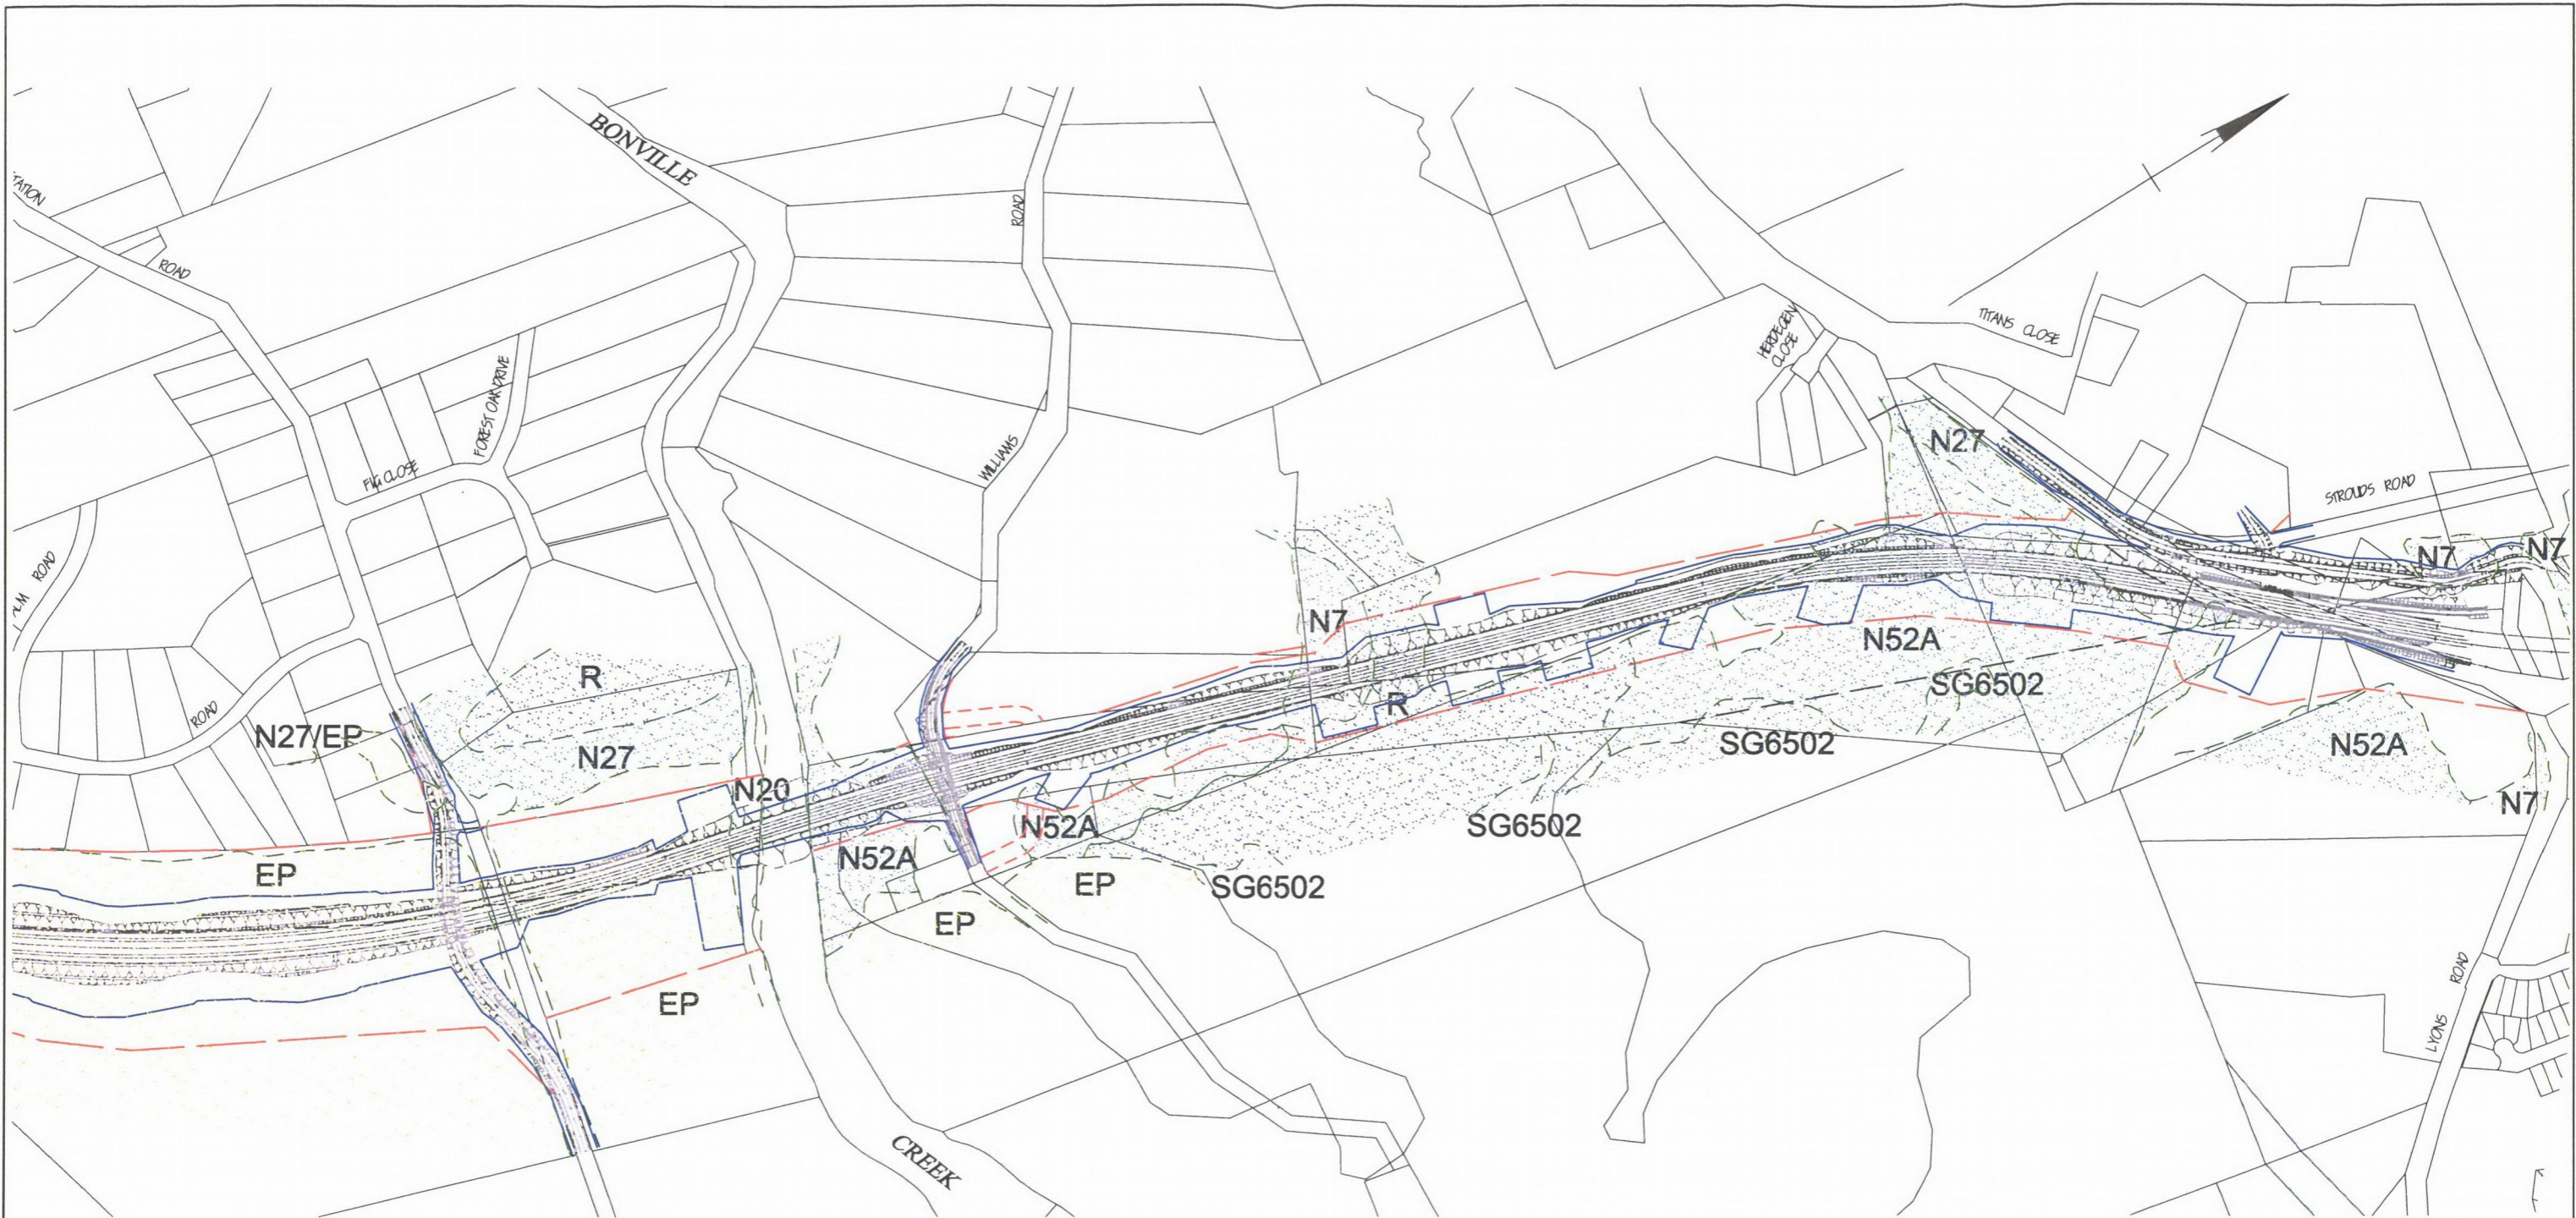 BONVILLE
ROAD
ROAD
TITANS CLOSE
HERDEGEN
CLOSE
FOREST OAK DRIVE
FIG CLOSE
WILLIAMS
N27
STROUDS ROAD
N7
N7
ROAD
N7
N52A
R
SG6502
R
ROAD
N27/EP
N27
SG6502
N52A
N20
N7
SG6502
N52A
N52A
EP
EP
SG6502
EP
EP
LYONS ROAD
CREEK